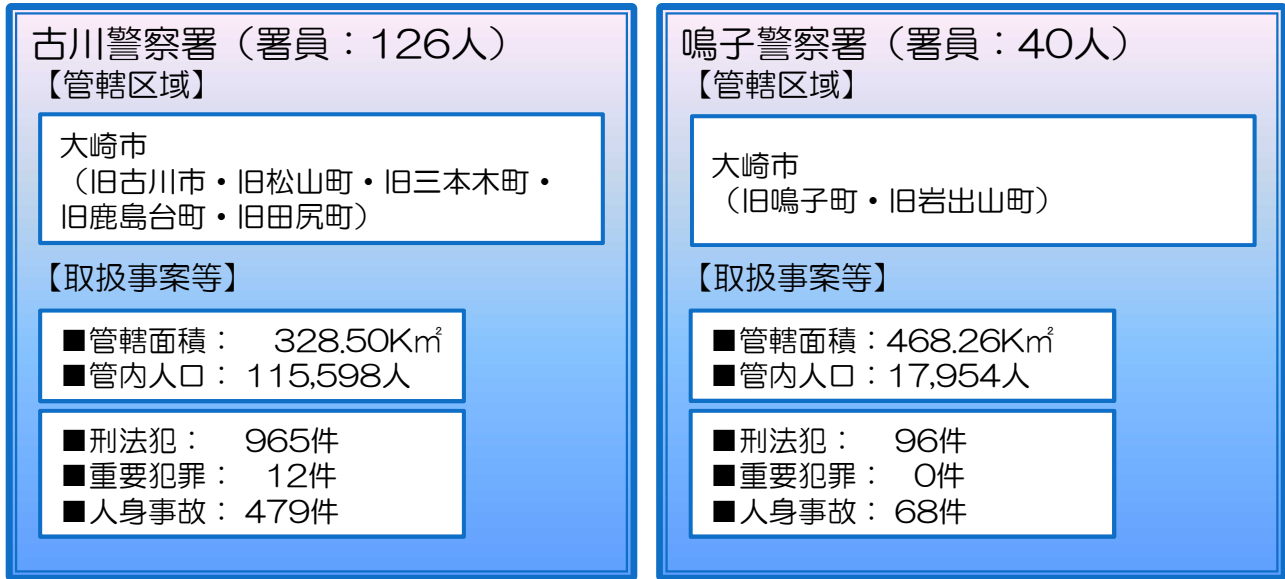 古川警察署（署員：126人）
【管轄区域】
大崎市
（旧古川市・旧松山町・旧三本木町・
旧鹿島台町・旧田尻町）
【取扱事案等】
■管轄面積：　328.50K㎡
■管内人口：115,598人
■刑法犯：　965件
■重要犯罪：　12件
■人身事故：479件
鳴子警察署（署員：40人）
【管轄区域】
大崎市
（旧鳴子町・旧岩出山町）
【取扱事案等】
■管轄面積：468.26K㎡
■管内人口：17,954人
■刑法犯：　96件
■重要犯罪：　0件
■人身事故：68件